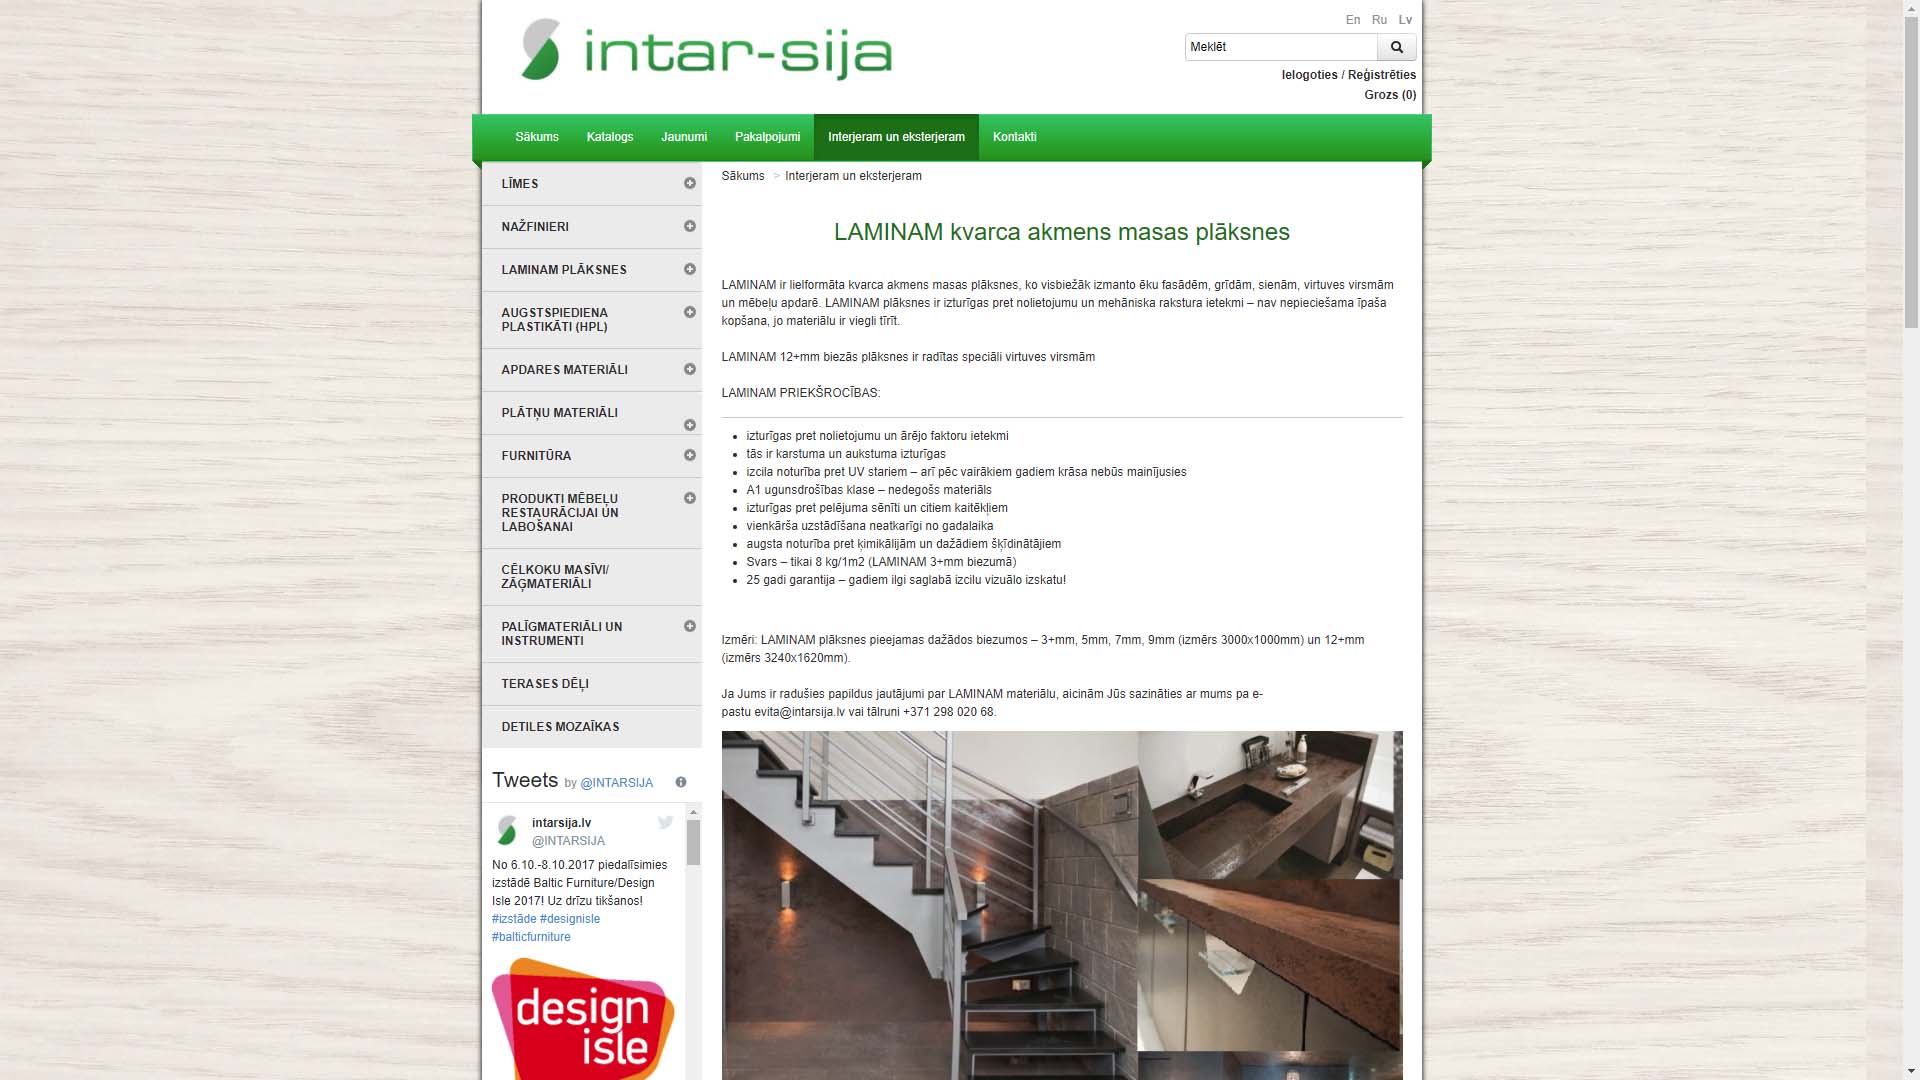 intar-sija
En Ru Lv
Meklēt
Ielogoties / Reģistrēties
Grozs (0)
Sākums Katalogs Jaunumi Pakalpojumi Interjeram un eksterjeram Kontakti
LĪMES
NAŽFINIERI
LAMINAM PLĀKSNES
AUGSTSPIEDIENA
PLASTIKĀTI (HPL)
APDARES MATERIĀLI
PLĀTŅU MATERIĀLI
FURNITŪRA
PRODUKTI MĒBEĻU
RESTAURĀCIJAI UN
LABOŠANAI
CĒLKOKU MASĪVI/
ZĀĢMATERIĀLI
PALĪGMATERIĀLI UN
INSTRUMENTI
TERASES DĒĻI
DETILES MOZAĪKAS
Tweets by @INTARSIJA
intarsija.lv
@INTARSIJA
No 6.10.-8.10.2017 piedalīsimies
izstādē Baltic Furniture/Design
Isle 2017! Uz drīzu tikšanos!
#izstāde #designisle
#balticfurniture
design
isle
Sākums > Interjeram un eksterjeram
LAMINAM kvarca akmens masas plāksnes
LAMINAM ir lielformāta kvarca akmens masas plāksnes, ko visbiežāk izmanto ēku fasādēm, grīdām, sienām, virtuves virsmām
un mēbeļu apdarē. LAMINAM plāksnes ir izturīgas pret nolietojumu un mehāniska rakstura ietekmi – nav nepieciešama īpaša
kopšana, jo materiālu ir viegli tīrīt.
LAMINAM 12+mm biezās plāksnes ir radītas speciāli virtuves virsmām
LAMINAM PRIEKŠROCĪBAS:
izturīgas pret nolietojumu un ārējo faktoru ietekmi
tās ir karstuma un aukstuma izturīgas
izcila noturība pret UV stariem – arī pēc vairākiem gadiem krāsa nebūs mainījusies
A1 ugunsdrošības klase – nedegošs materiāls
izturīgas pret pelējuma sēnīti un citiem kaitēkļiem
vienkārša uzstādīšana neatkarīgi no gadalaika
augsta noturība pret ķimikālijām un dažādiem šķīdinātājiem
Svars – tikai 8 kg/1m2 (LAMINAM 3+mm biezumā)
25 gadi garantija – gadiem ilgi saglabā izcilu vizuālo izskatu!
Izmēri: LAMINAM plāksnes pieejamas dažādos biezumos – 3+mm, 5mm, 7mm, 9mm (izmērs 3000x1000mm) un 12+mm
(izmērs 3240x1620mm).
Ja Jums ir radušies papildus jautājumi par LAMINAM materiālu, aicinām Jūs sazināties ar mums pa e-
pastu evita@intarsija.lv vai tālruni +371 298 020 68.